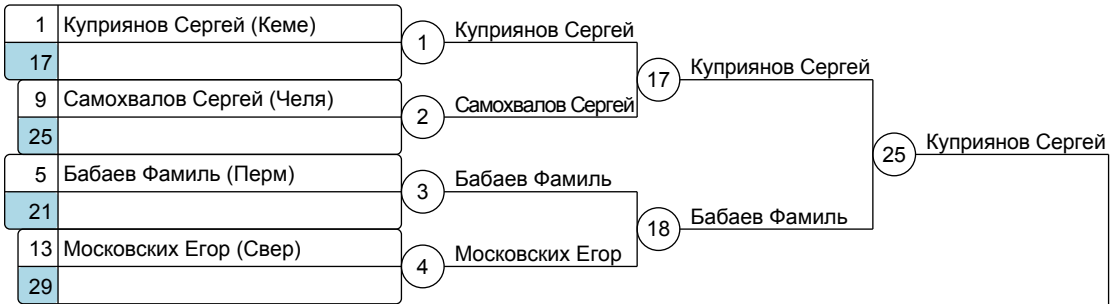 1 Куприянов Сергей (Кеме)
17
9 Самохвалов Сергей (Челя)
25
5 Бабаев Фамиль (Перм)
21
13 Московских Егор (Свер)
29
1 Куприянов Сергей
2 Самохвалов Сергей
3 Бабаев Фамиль
4 Московских Егор
17 Куприянов Сергей
18 Бабаев Фамиль
25 Куприянов Сергей